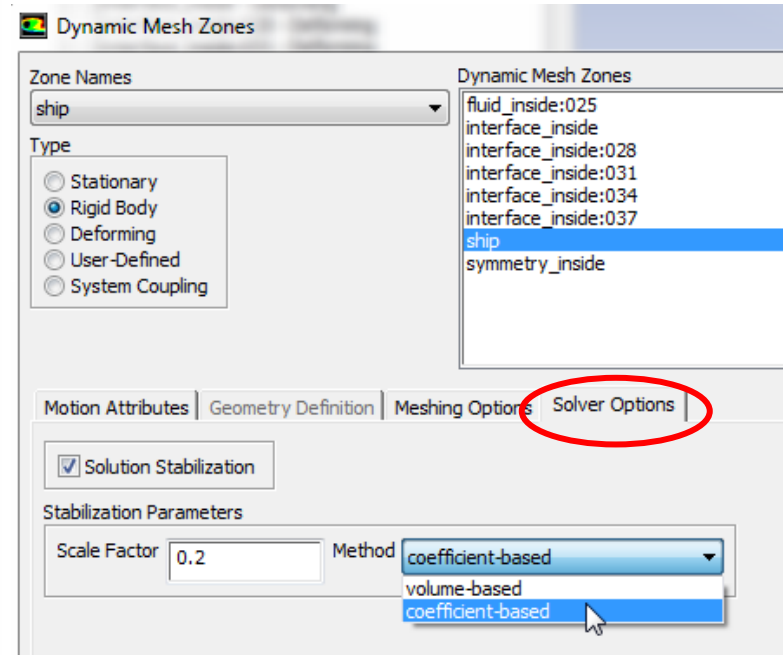 Dynamic Mesh Zones
Zone Names
ship
Type
Stationary
Rigid Body
Deforming
User-Defined
System Coupling
Dynamic Mesh Zones
fluid_inside:025
interface_inside
interface_inside:028
interface_inside:031
interface_inside:034
interface_inside:037
ship
symmetry_inside
Motion Attributes Geometry Definition Meshing Options Solver Options
Solution Stabilization
Stabilization Parameters
Scale Factor 0.2 Method coefficient-based
volume-based
coefficient-based